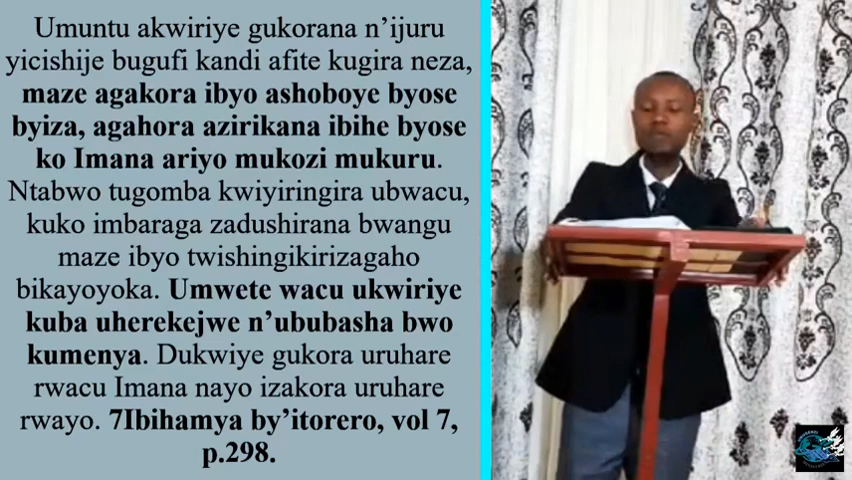 Umuntu akwiriye gukorana n’ijuru
yicishije bugufi kandi afite kugira neza,
maze agakora ibyo ashoboye byose
byiza, agahora azirikana ibihe byose
ko Imana ariyo mukozi mukuru.
Ntabwo tugomba kwiyiringira ubwacu,
kuko imbaraga zadushirana bwangu
maze ibyo twishingikirizagaho
bikayoyoka. Umwete wacu ukwiriye
kuba uherekejwe n’ububasha bwo
kumenya. Dukwiye gukora uruhare
rwacu Imana nayo izakora uruhare
rwayo. 7Ibihamya by’itorero, vol 7,
p.298.